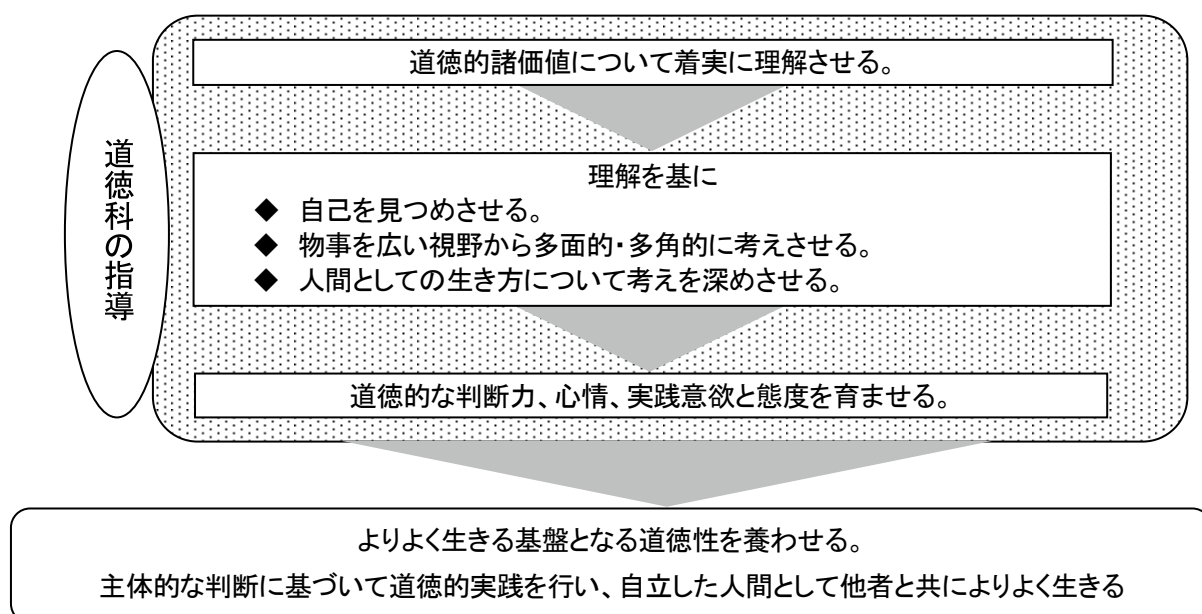 道徳科の指導
道徳的諸価値について着実に理解させる。
理解を基に
◆ 自己を見つめさせる。
◆ 物事を広い視野から多面的・多角的に考えさせる。
◆ 人間としての生き方について考えを深めさせる。
道徳的な判断力、心情、実践意欲と態度を育ませる。
よりよく生きる基盤となる道徳性を養わせる。
主体的な判断に基づいて道徳的実践を行い、自立した人間として他者と共によりよく生きる